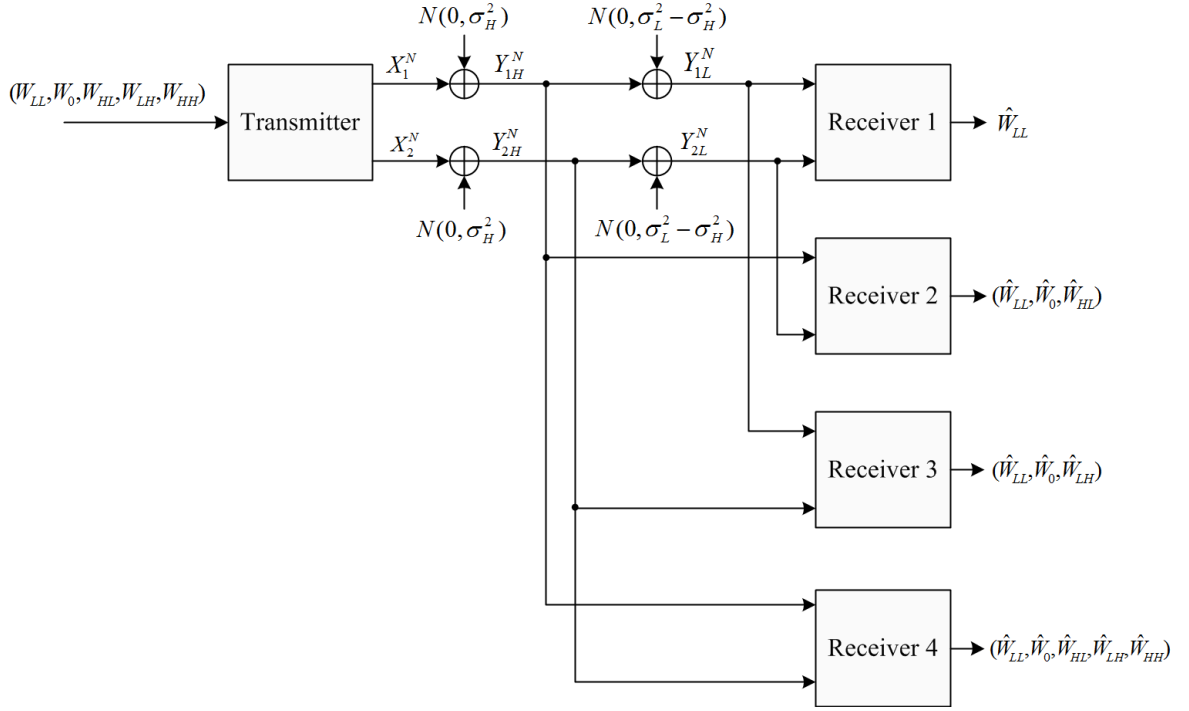 N(0,σ_H^2) N(0,σ_L^2−σ_H^2)
(W_LL,W_0,W_HL,W_LH,W_HH)
Transmitter
X_1^N
Y_1H^N
Y_1L^N
X_2^N
Y_2H^N
Y_2L^N
N(0,σ_H^2) N(0,σ_L^2−σ_H^2)
Receiver 1
Ŵ_LL
Receiver 2
(Ŵ_LL,Ŵ_0,Ŵ_HL)
Receiver 3
(Ŵ_LL,Ŵ_0,Ŵ_LH)
Receiver 4
(Ŵ_LL,Ŵ_0,Ŵ_HL,Ŵ_LH,Ŵ_HH)